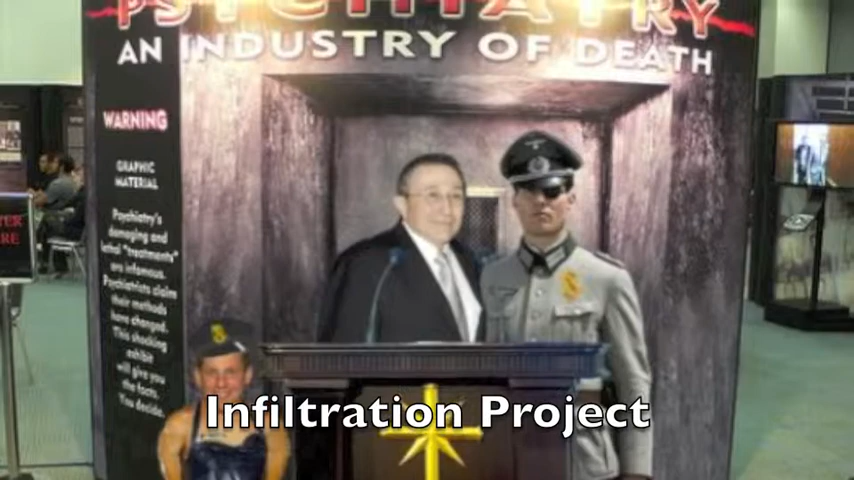 PSYCHIATRY
AN INDUSTRY OF DEATH
WARNING
GRAPHIC
MATERIAL
Psychiatry's
damaging and
lethal "treatments"
are infamous.
Psychiatrists claim
their methods
have changed.
This shocking
exhibit
will give you
the facts.
You decide.
Infiltration Project